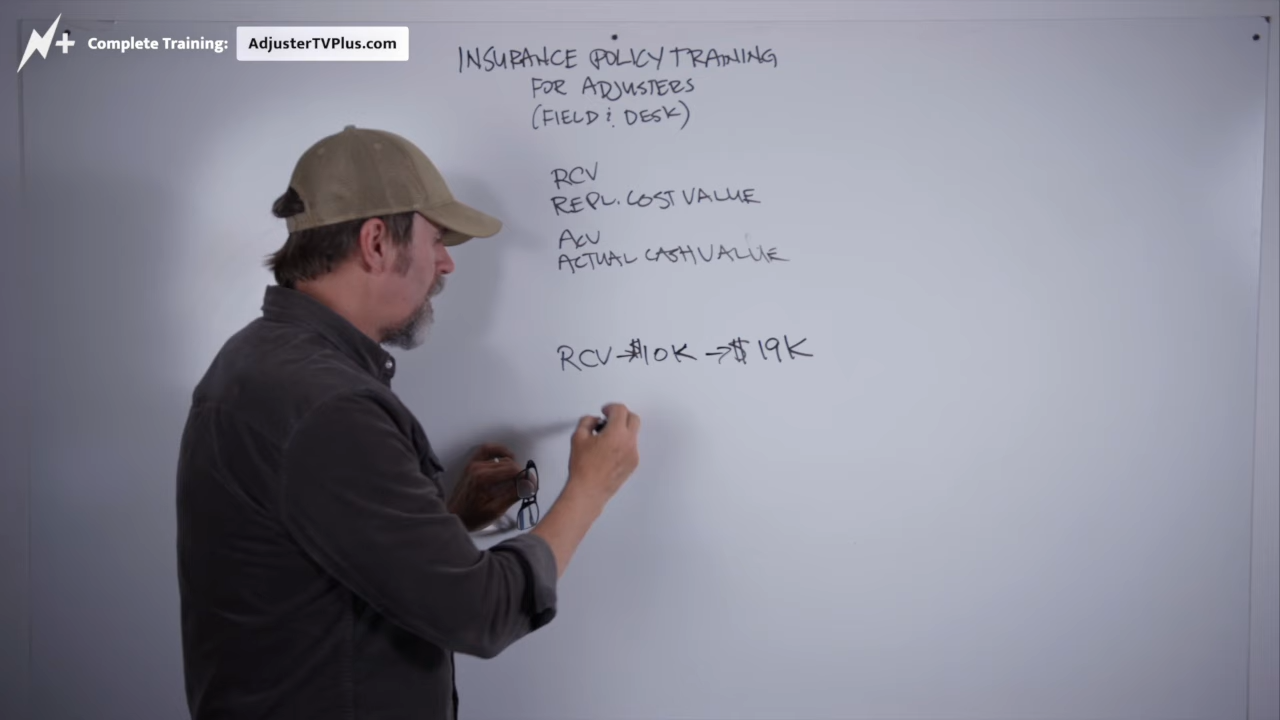 Complete Training: AdjusterTVPlus.com
INSURANCE POLICY TRAINING
FOR ADJUSTERS
(FIELD & DESK)
RCV
REPL. COST VALUE
ACV
ACTUAL CASH VALUE
RCV → $10K → $19K